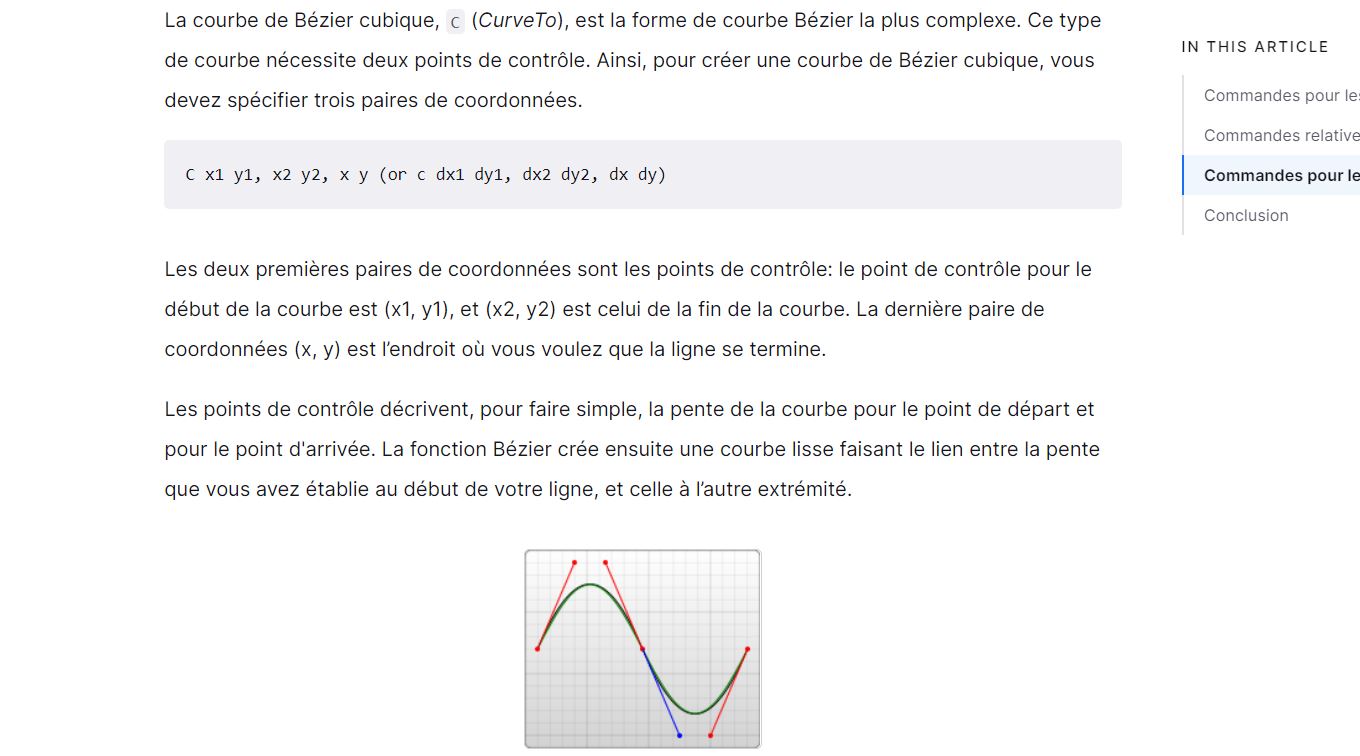 La courbe de Bézier cubique, C (CurveTo), est la forme de courbe Bézier la plus complexe. Ce type
de courbe nécessite deux points de contrôle. Ainsi, pour créer une courbe de Bézier cubique, vous
devez spécifier trois paires de coordonnées.
C x1 y1, x2 y2, x y (or c dx1 dy1, dx2 dy2, dx dy)
Les deux premières paires de coordonnées sont les points de contrôle: le point de contrôle pour le
début de la courbe est (x1, y1), et (x2, y2) est celui de la fin de la courbe. La dernière paire de
coordonnées (x, y) est l’endroit où vous voulez que la ligne se termine.
Les points de contrôle décrivent, pour faire simple, la pente de la courbe pour le point de départ et
pour le point d'arrivée. La fonction Bézier crée ensuite une courbe lisse faisant le lien entre la pente
que vous avez établie au début de votre ligne, et celle à l’autre extrémité.
IN THIS ARTICLE
Commandes pour les
Commandes relative
Commandes pour le
Conclusion